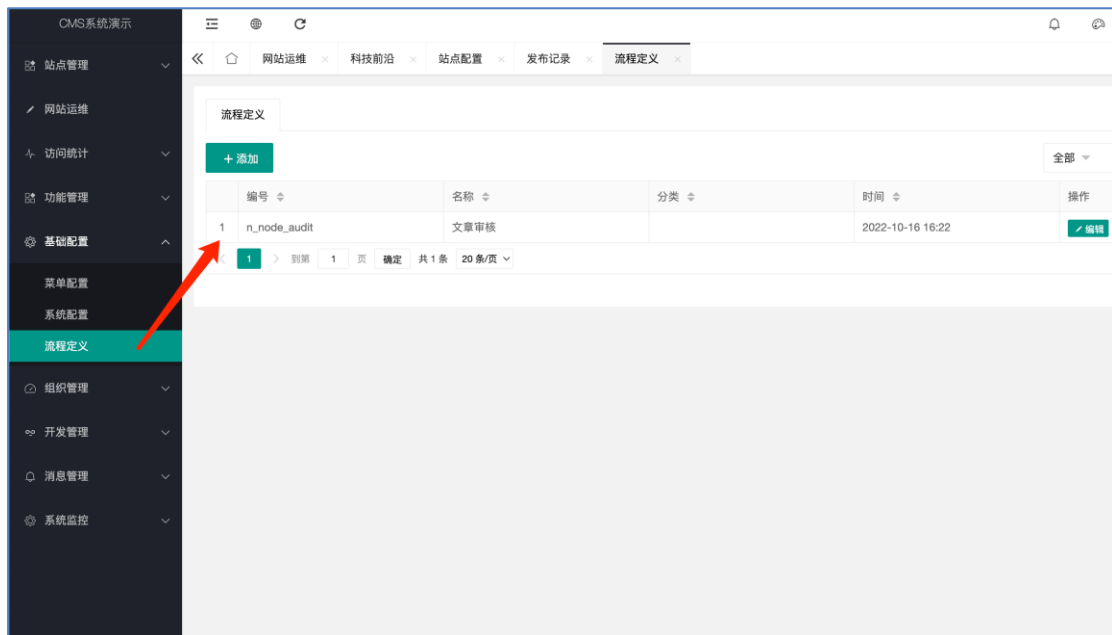 CMS系统演示
站点管理
网站运维
访问统计
功能管理
基础配置
菜单配置
系统配置
流程定义
组织管理
开发管理
消息管理
系统监控
网站运维 科技前沿 站点配置 发布记录 流程定义
流程定义
+ 添加 全部
编号 名称 分类 时间 操作
1 n_node_audit 文章审核 2022-10-16 16:22 编辑
1 到第 1 页 确定 共 1 条 20 条/页